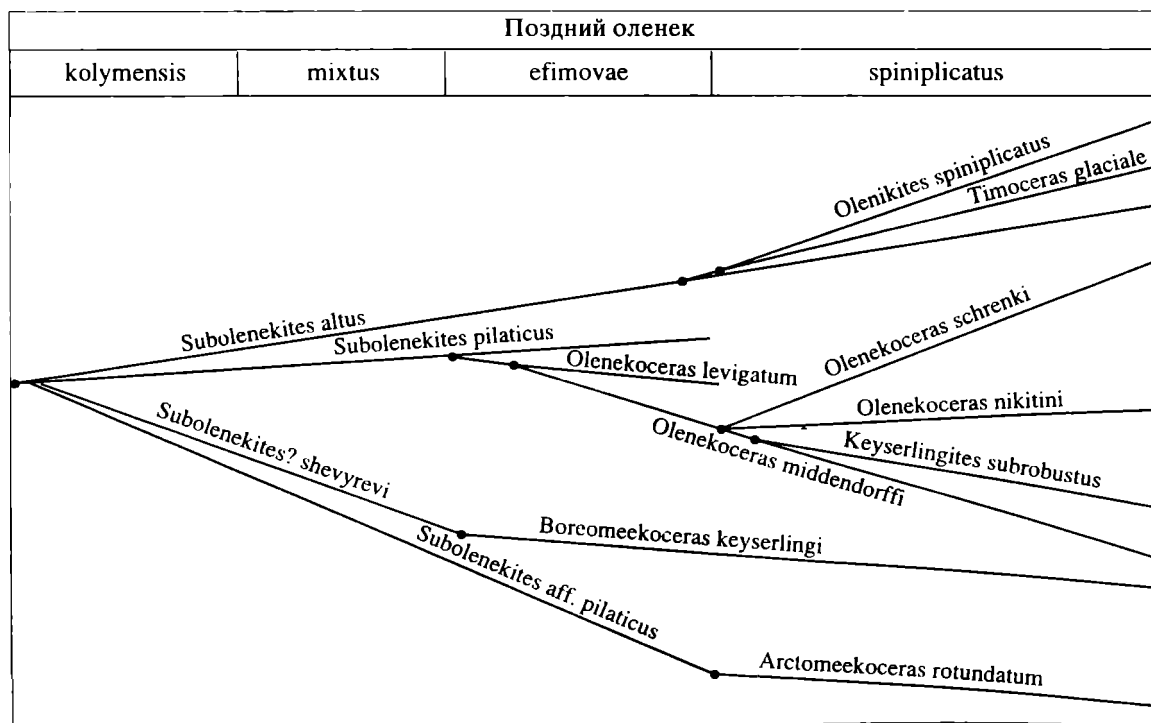 Поздний оленек
kolymensis
mixtus
efimovae
spiniplicatus
Olenikites spiniplicatus
Timoceras glaciale
Olenekoceras schrenki
Subolenekites altus
Subolenekites pilaticus
Olenekoceras levigatum
Olenekoceras nikitini
Keyserlingites subrobustus
Olenekoceras middendorffi
Subolenekites? shevyrevi
Boreomeekoceras keyserlingi
Subolenekites aff. pilaticus
Arctomeekoceras rotundatum